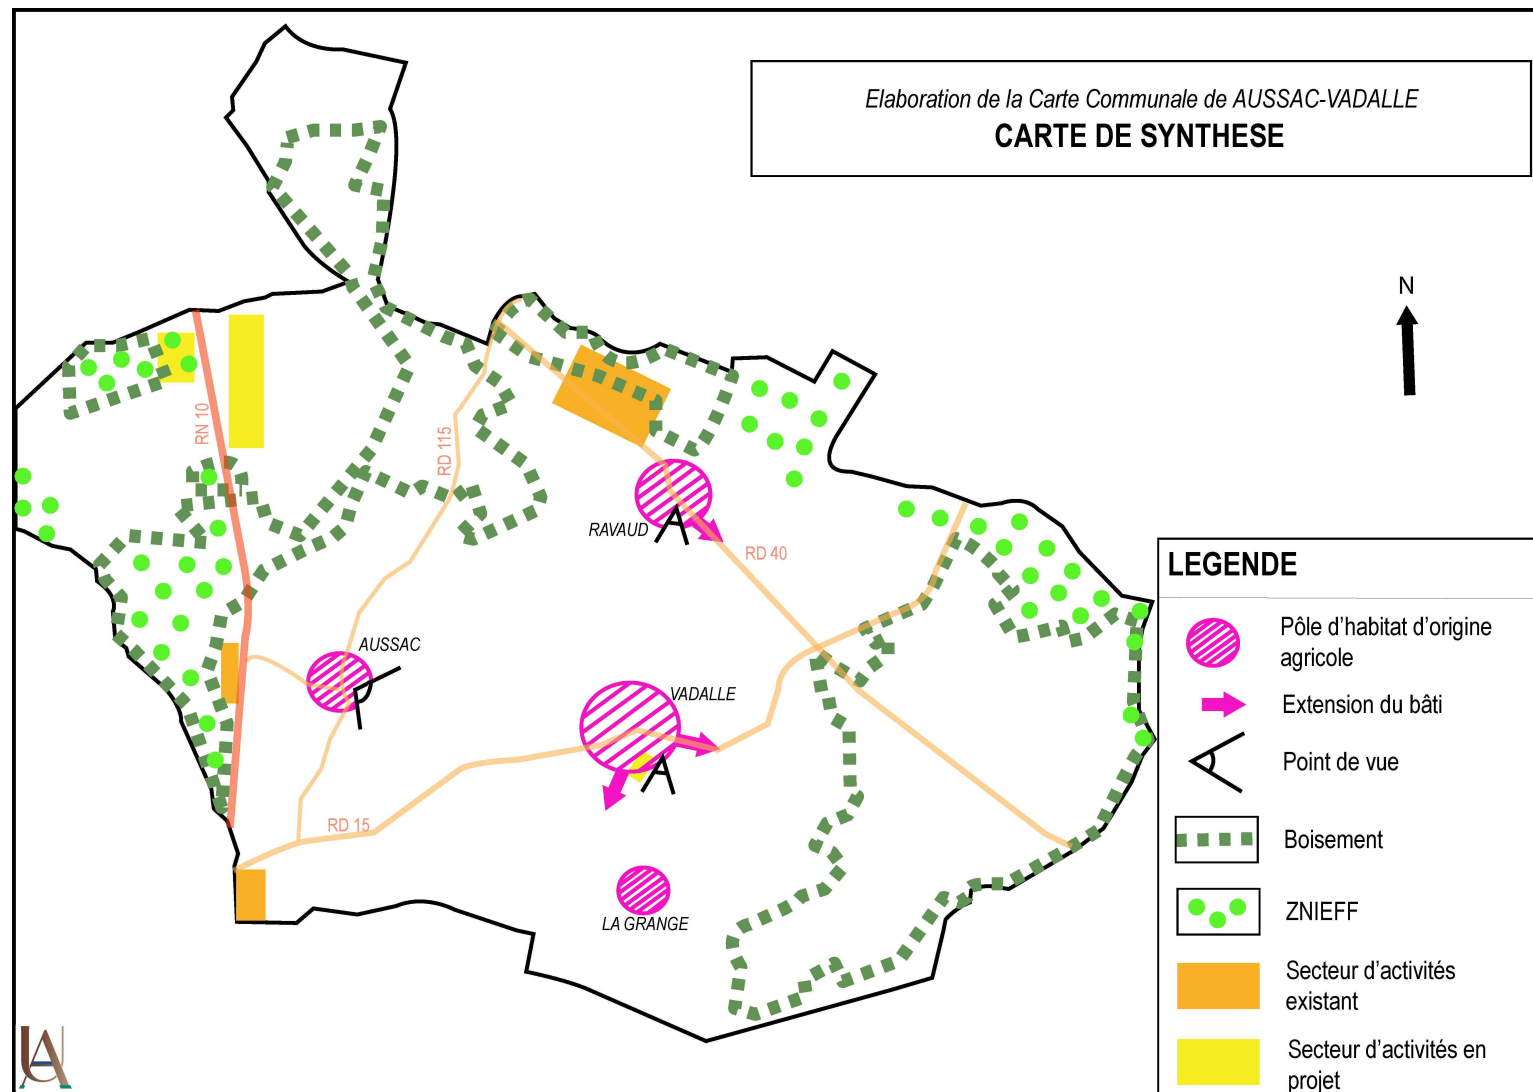 Elaboration de la Carte Communale de AUSSAC-VADALLE
CARTE DE SYNTHESE
N
RN 10
RD 115
RAVAUD
RD 40
AUSSAC
VADALLE
RD 15
LA GRANGE
LEGENDE
Pôle d'habitat d'origine
agricole
Extension du bâti
Point de vue
Boisement
ZNIEFF
Secteur d'activités
existant
Secteur d'activités en
projet
UA